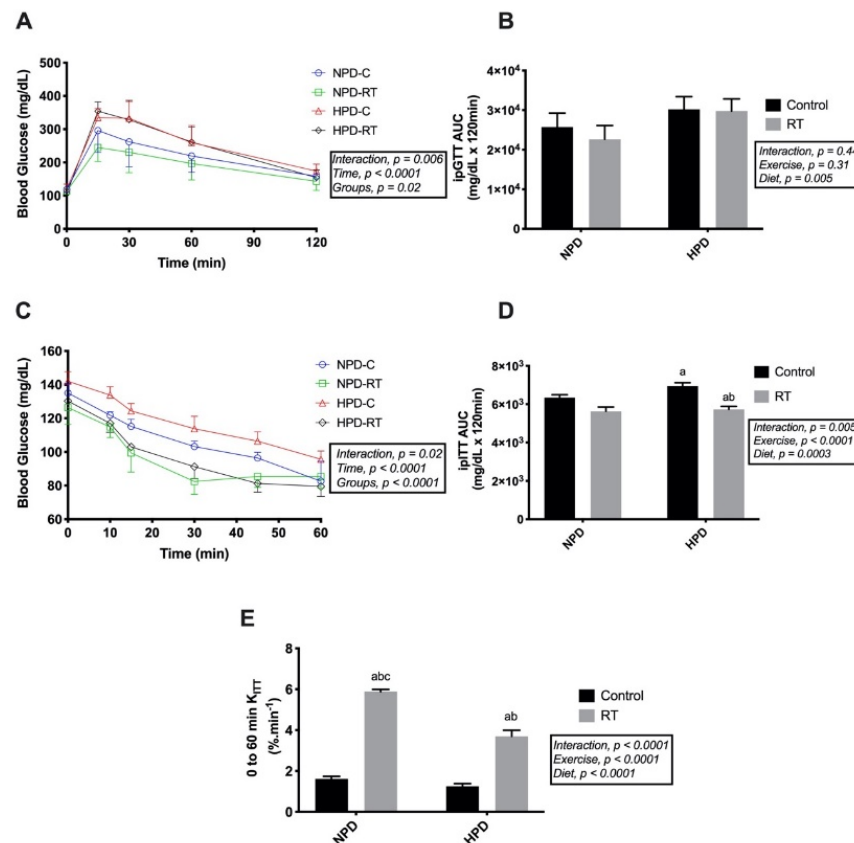 A
Blood Glucose (mg/dL)
500
400
300
200
100
0
0
30
60
90
120
Time (min)
NPD-C
NPD-RT
HPD-C
HPD-RT
Interaction, p = 0.006
Time, p < 0.0001
Groups, p = 0.02
B
ipGTT AUC
(mg/dL x 120min)
4×10⁴
3×10⁴
2×10⁴
1×10⁴
0
NPD
HPD
Control
RT
Interaction, p = 0.44
Exercise, p = 0.31
Diet, p = 0.005
C
Blood Glucose (mg/dL)
160
140
120
100
80
60
0
10
20
30
40
50
60
Time (min)
NPD-C
NPD-RT
HPD-C
HPD-RT
Interaction, p = 0.02
Time, p < 0.0001
Groups, p < 0.0001
D
ipITT AUC
(mg/dL x 120min)
8×10³
6×10³
4×10³
2×10³
0
a
ab
NPD
HPD
Control
RT
Interaction, p = 0.005
Exercise, p < 0.0001
Diet, p = 0.0003
E
0 to 60 min K_ITT
(%.min⁻¹)
8
6
4
2
0
abc
ab
NPD
HPD
Control
RT
Interaction, p < 0.0001
Exercise, p < 0.0001
Diet, p < 0.0001